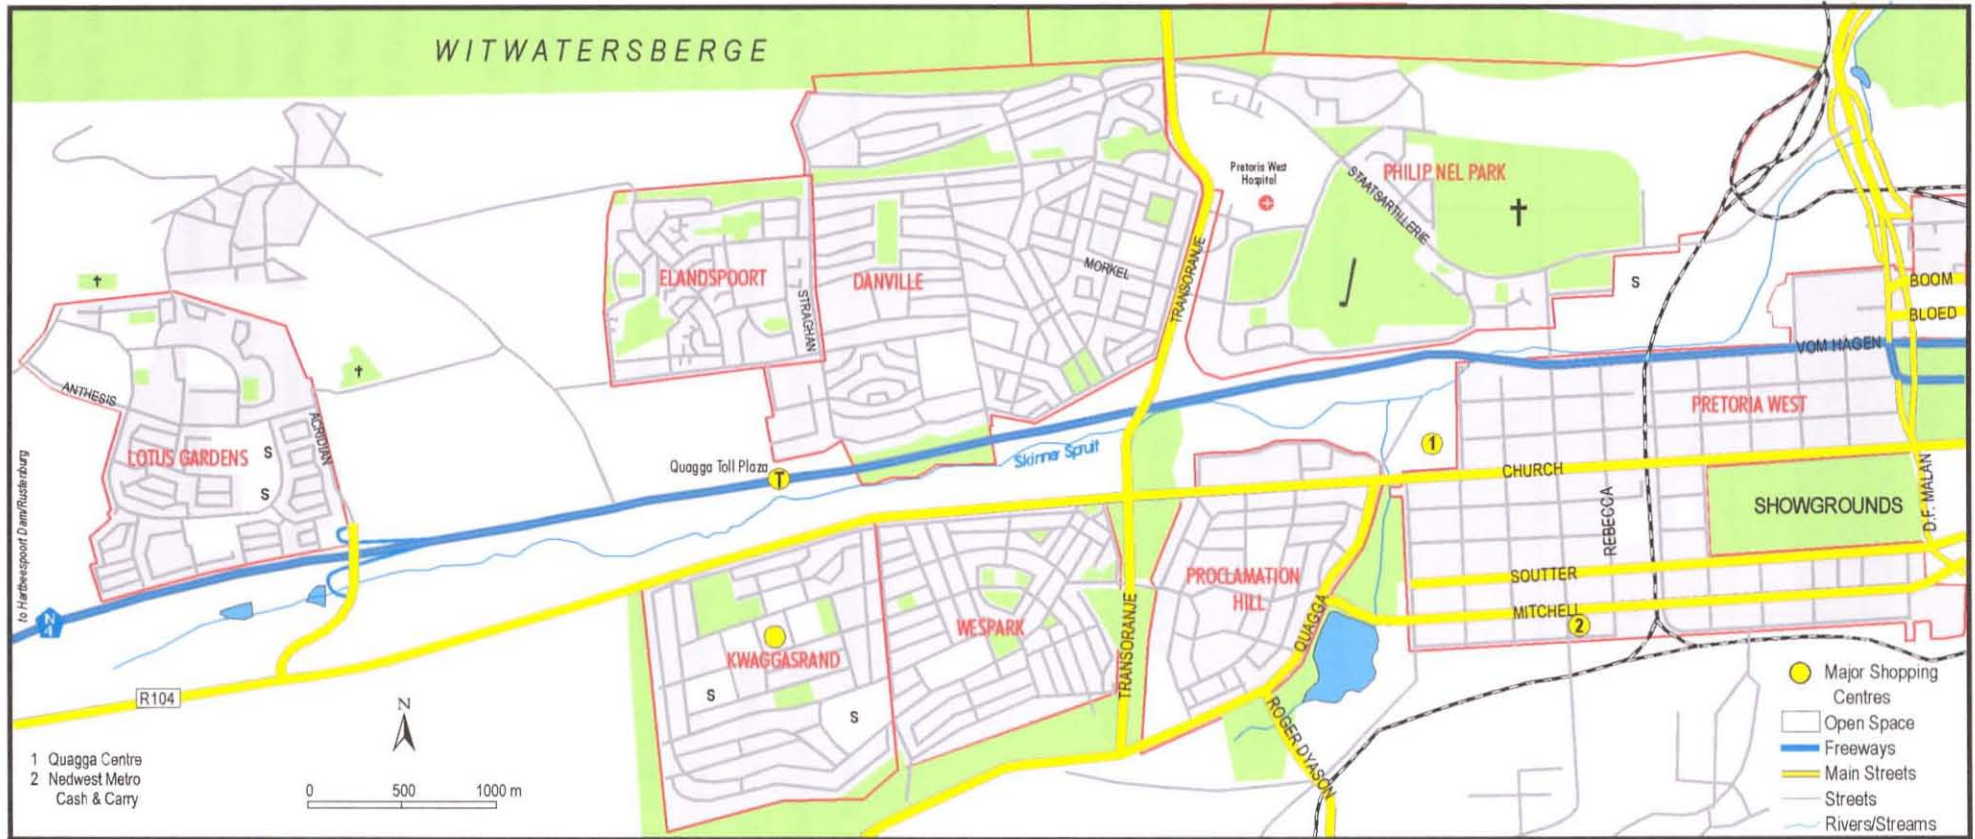 WITWATERSBERGE
Pretoria West
Hospital
PHILIP NEL PARK
STAATSARTILLERIE
ELANDSPOORT
DANVILLE
MORKEL
TRANSORANJE
STRAGHAN
S
BOOM
BLOED
VOM HAGEN
ANTHESIS
ACRIDIAN
LOTUS GARDENS
S
S
PRETORIA WEST
1
Quagga Toll Plaza
T
Skinner Spruit
CHURCH
REBECCA
SHOWGROUNDS
D.F. MALAN
to Hartbeespoort Dam/Rustenburg
N4
SOUTTER
MITCHELL
2
PROCLAMATION
HILL
QUAGGA
WESPARK
TRANSORANJE
KWAGGASRAND
S
S
R104
ROGER DYASON
N
1 Quagga Centre
2 Nedwest Metro
Cash & Carry
0 500 1000 m
Major Shopping
Centres
Open Space
Freeways
Main Streets
Streets
Rivers/Streams